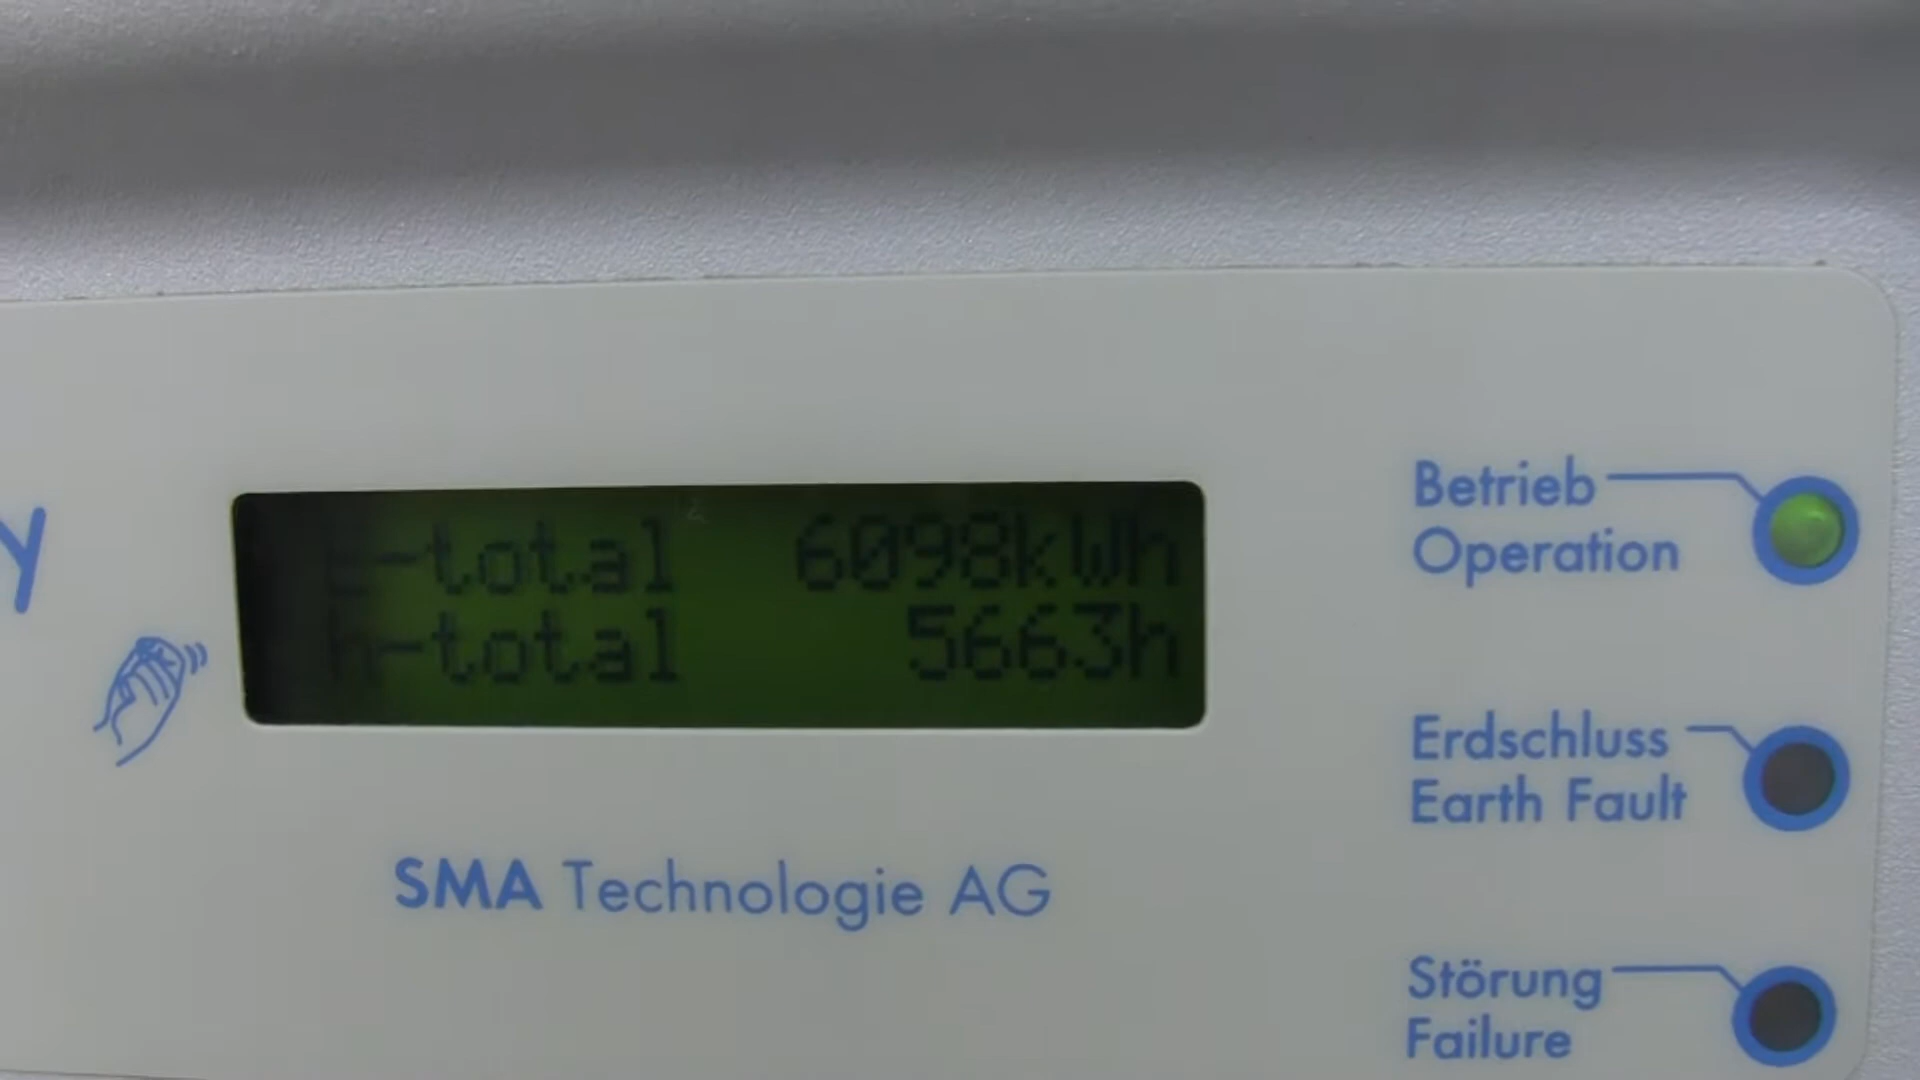 E-total 6098kWh
h-total 5663h
SMA Technologie AG
Betrieb
Operation
Erdschluss
Earth Fault
Störung
Failure